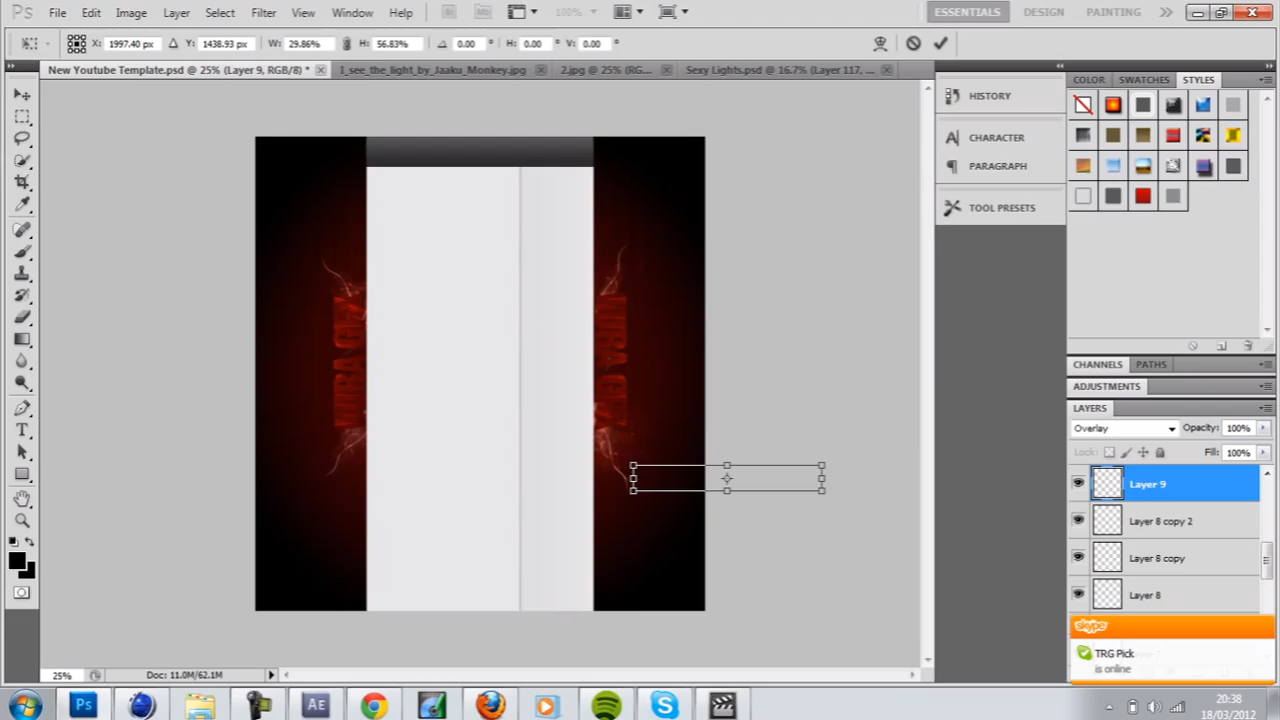 Ps File Edit Image Layer Select Filter View Window Help 100% ESSENTIALS DESIGN PAINTING
X: 1997.40 px Y: 1438.93 px W: 29.86% H: 56.83% 0.00 ° H: 0.00 ° V: 0.00 °
New Youtube Template.psd @ 25% (Layer 9, RGB/8) * I_see_the_light_by_Jaaku_Monkey.jpg 2.jpg @ 25% (RG... Sexy Lights.psd @ 16.7% (Layer 117, ...
COLOR SWATCHES STYLES
HISTORY
CHARACTER
PARAGRAPH
TOOL PRESETS
CHANNELS PATHS
ADJUSTMENTS
LAYERS
Overlay Opacity: 100%
Lock: Fill: 100%
Layer 9
Layer 8 copy 2
Layer 8 copy
Layer 8
skype
TRG Pick
is online
25% Doc: 11.0M/62.1M
Ps Ae
20:38
18/03/2012